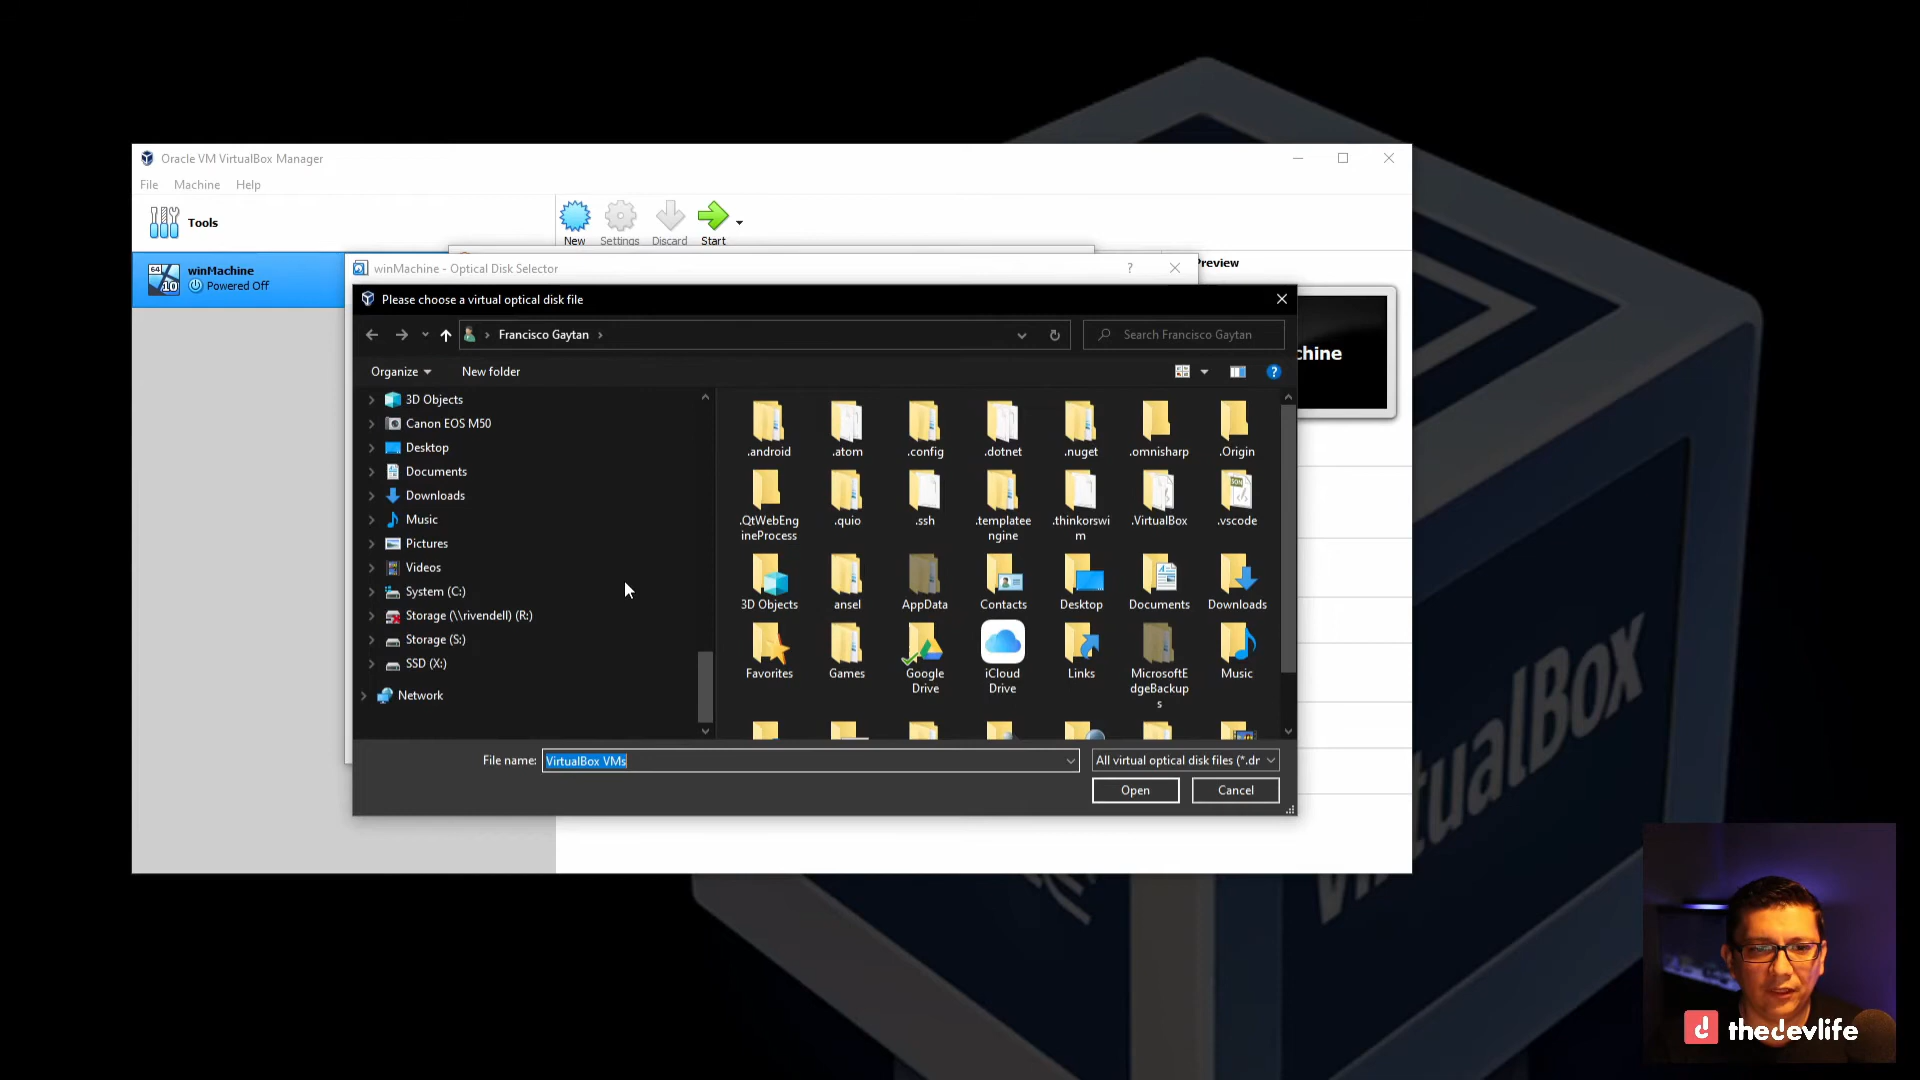 Oracle VM VirtualBox Manager
File Machine Help
Tools
New Settings Discard Start
64
10
winMachine
Powered Off
winMachine - Optical Disk Selector
?
Preview
chine
Please choose a virtual optical disk file
Francisco Gaytan
Search Francisco Gaytan
Organize New folder
?
3D Objects
Canon EOS M50
Desktop
Documents
Downloads
Music
Pictures
Videos
System (C:)
Storage (\\rivendell) (R:)
Storage (S:)
SSD (X:)
Network
.android .atom .config .dotnet .nuget .omnisharp .Origin
.QtWebEngineProcess .quio .ssh .templateengine .thinkorswim .VirtualBox .vscode
3D Objects ansel AppData Contacts Desktop Documents Downloads
Favorites Games Google Drive iCloud Drive Links MicrosoftEdgeBackups Music
File name: VirtualBox VMs All virtual optical disk files (*.dr
Open Cancel
VirtualBox
tualBox
thedevlife